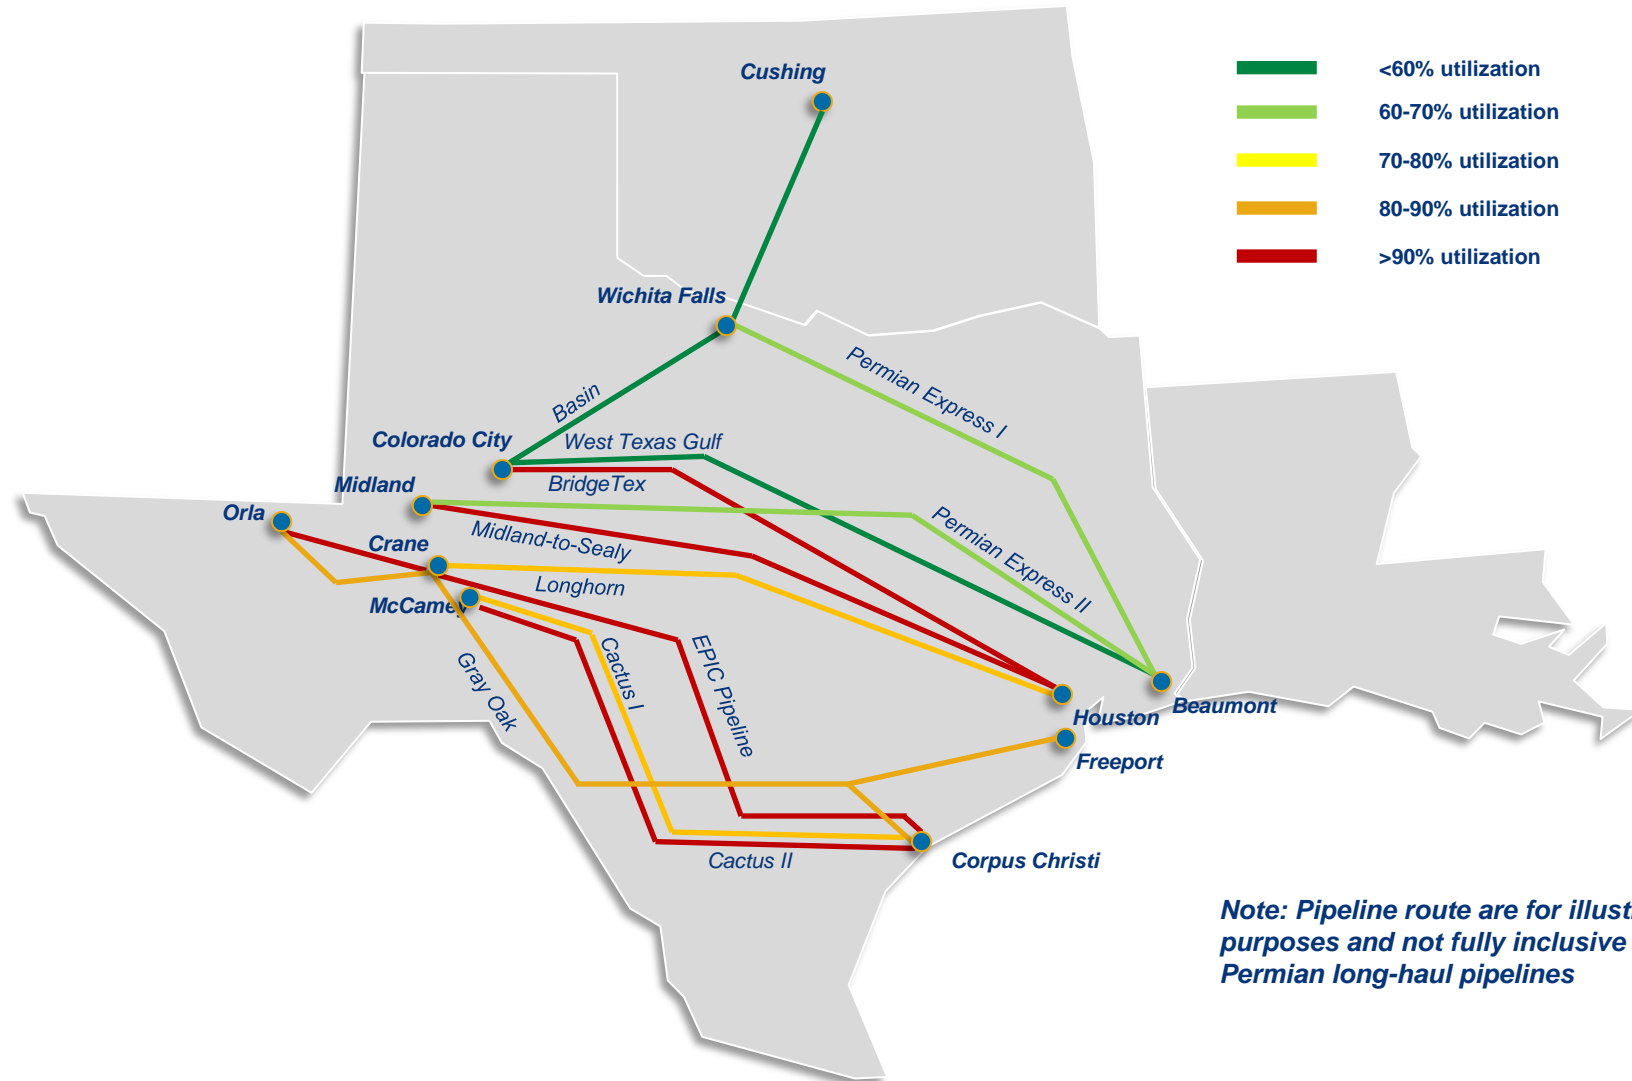 Cushing
<60% utilization
60-70% utilization
70-80% utilization
80-90% utilization
>90% utilization
Wichita Falls
Permian Express I
Basin
Colorado City
West Texas Gulf
BridgeTex
Midland
Orla
Midland-to-Sealy
Permian Express II
Crane
Longhorn
McCamey
Cactus I
EPIC Pipeline
Gray Oak
Houston
Beaumont
Freeport
Cactus II
Corpus Christi
Note: Pipeline route are for
purposes and not fully inclusive
Permian long-haul pipelines